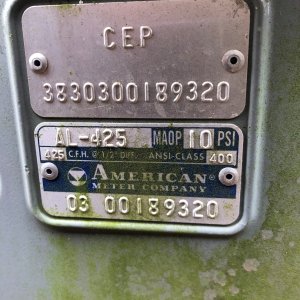 CEP
3830300189320
AL-425 MAOP 10 PSI
425 C.F.H. @ 1/2" DIFF. ANSI-CLASS 400
AMERICAN
METER COMPANY
03 00189320